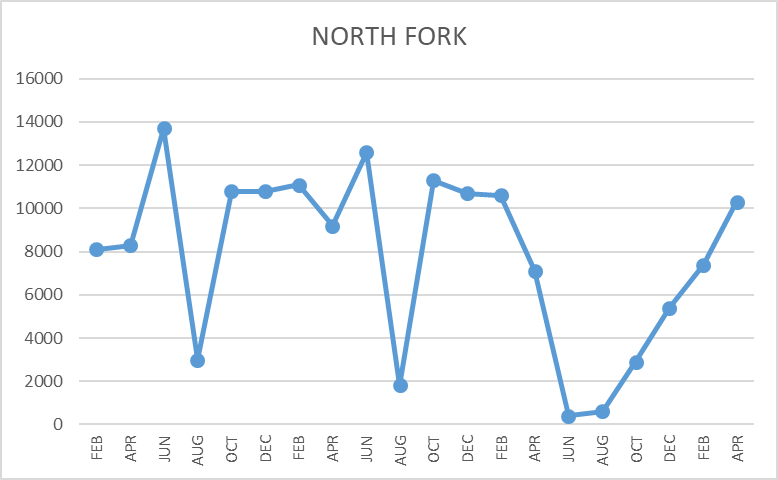 NORTH FORK
16000
14000
12000
10000
8000
6000
4000
2000
0
FEB
APR
JUN
AUG
OCT
DEC
FEB
APR
JUN
AUG
OCT
DEC
FEB
APR
JUN
AUG
OCT
DEC
FEB
APR